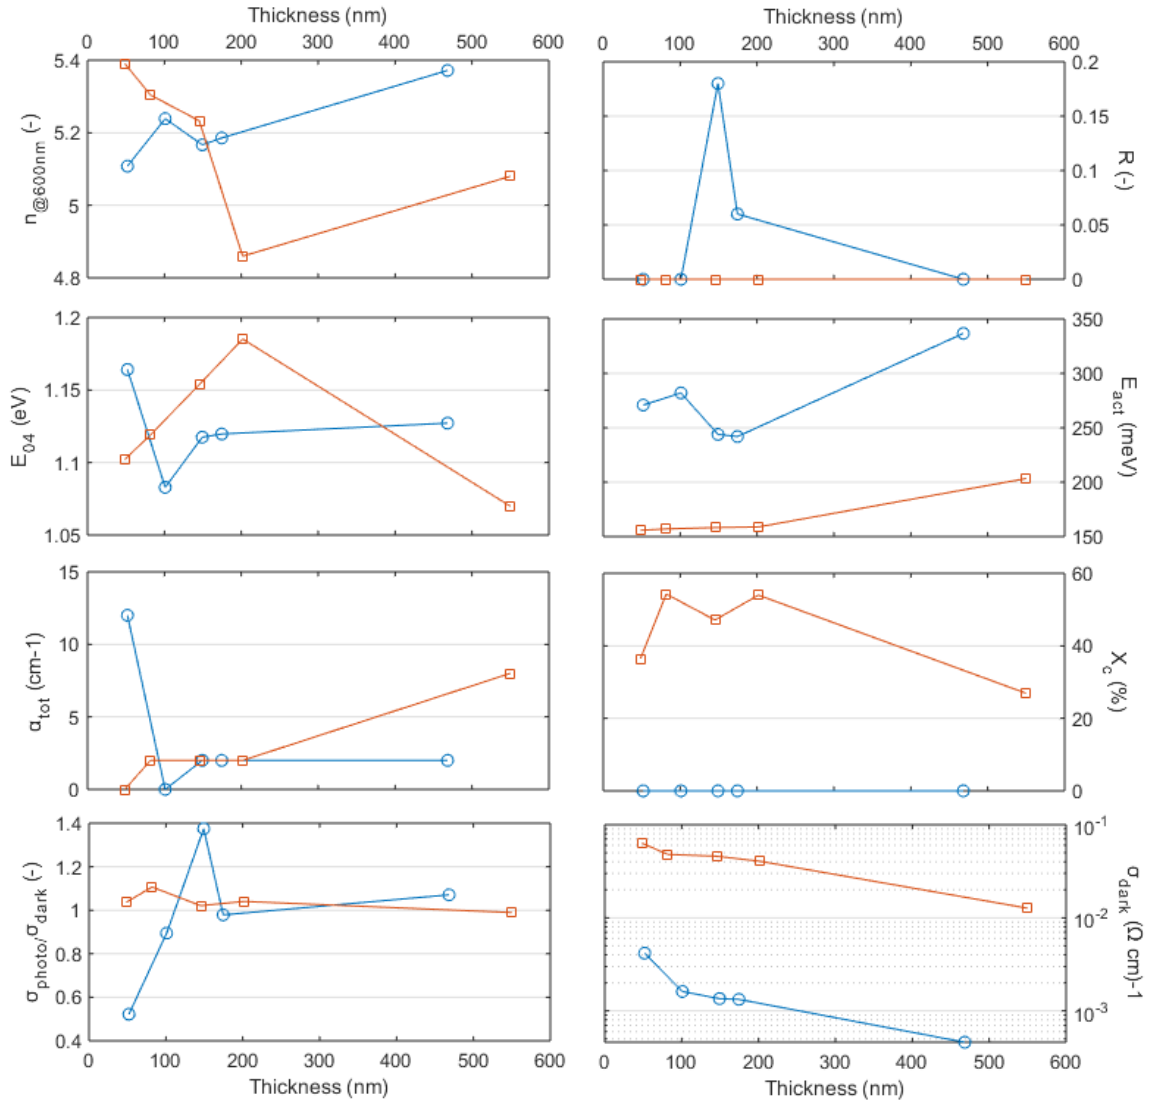 Thickness (nm)
0 100 200 300 400 500 600
5.4
5.2
5
4.8
n@600nm (-)
Thickness (nm)
0 100 200 300 400 500 600
0.2
0.15
0.1
0.05
0
R (-)
1.2
1.15
1.1
1.05
E04 (eV)
350
300
250
200
150
Eact (meV)
15
10
5
0
αtot (cm-1)
60
40
20
0
Xc (%)
1.4
1.2
1
0.8
0.6
0.4
σphoto/σdark (-)
0 100 200 300 400 500 600
Thickness (nm)
10-1
10-2
10-3
σdark (Ω cm)-1
0 100 200 300 400 500 600
Thickness (nm)